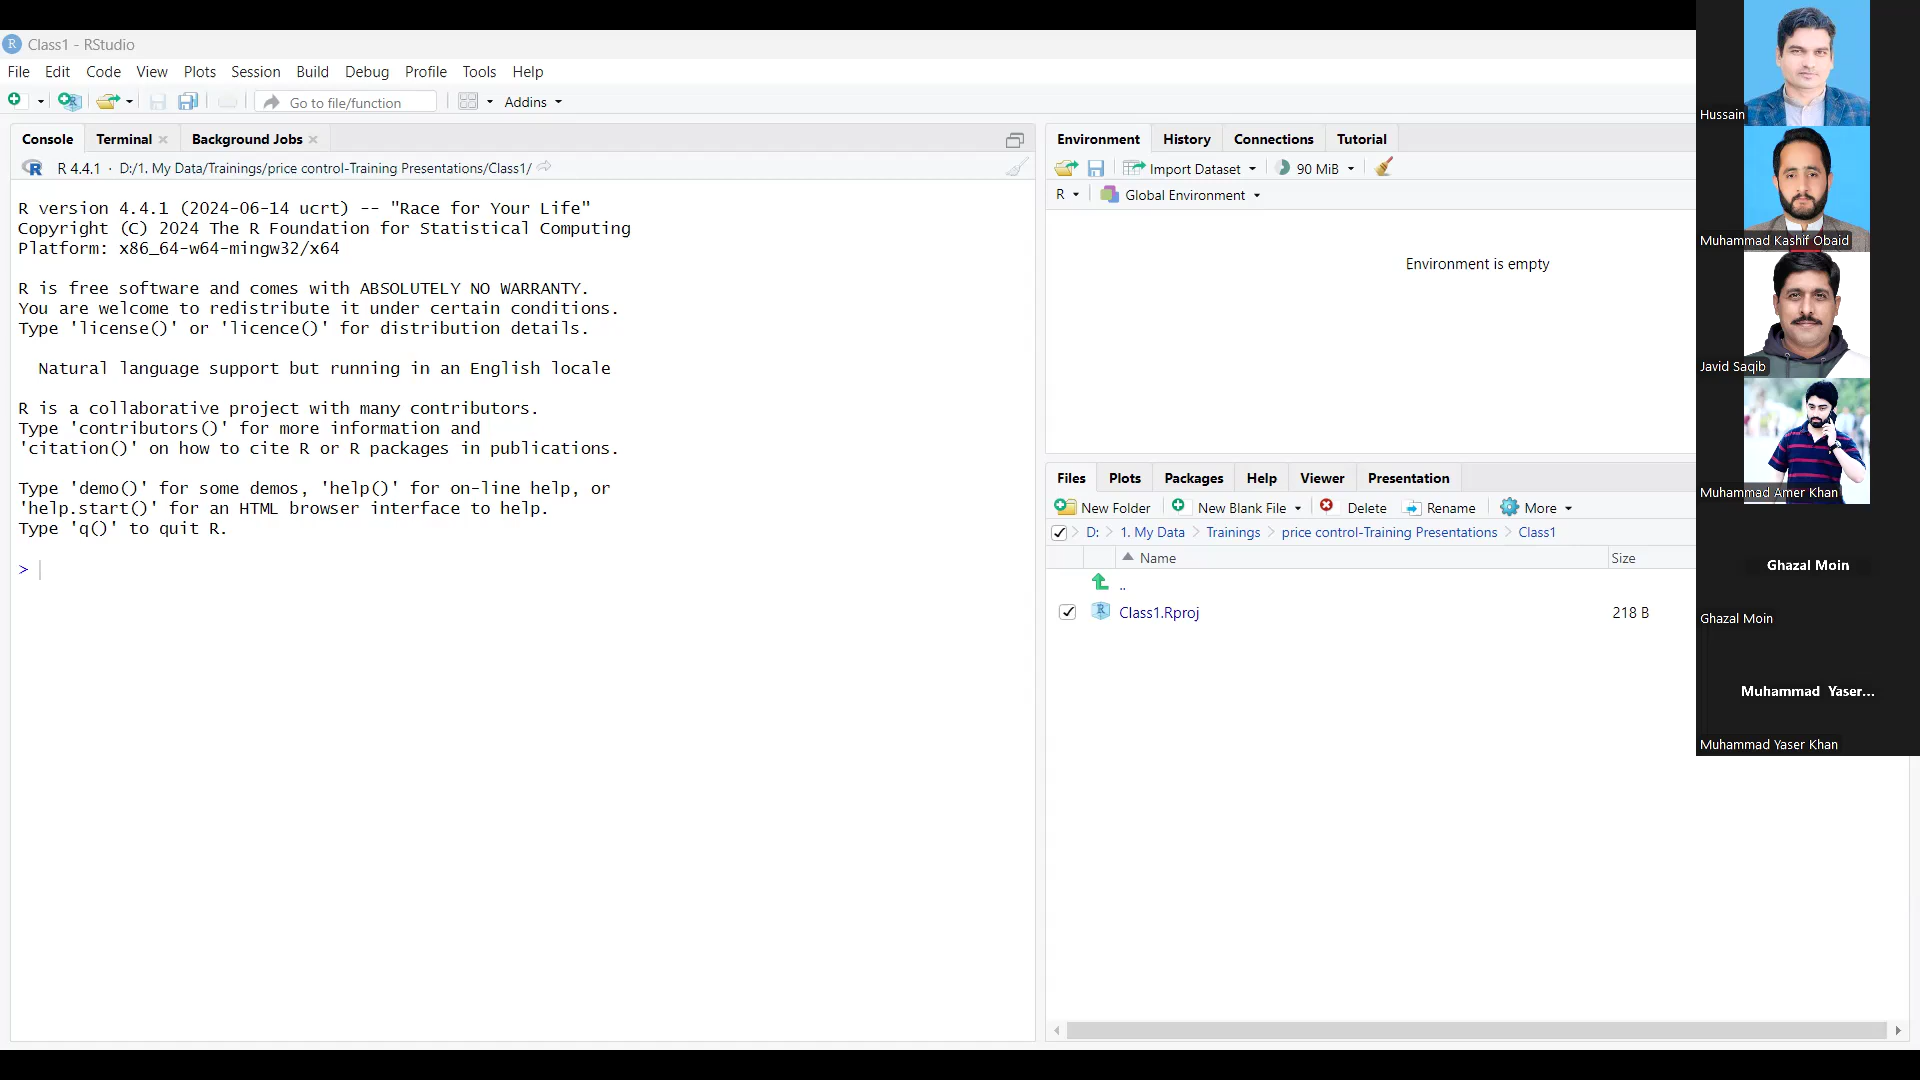 Class1 - RStudio
File Edit Code View Plots Session Build Debug Profile Tools Help
Go to file/function Addins
Console Terminal Background Jobs
R 4.4.1 · D:/1. My Data/Trainings/price control-Training Presentations/Class1/
R version 4.4.1 (2024-06-14 ucrt) -- "Race for Your Life"
Copyright (C) 2024 The R Foundation for Statistical Computing
Platform: x86_64-w64-mingw32/x64
R is free software and comes with ABSOLUTELY NO WARRANTY.
You are welcome to redistribute it under certain conditions.
Type 'license()' or 'licence()' for distribution details.
Natural language support but running in an English locale
R is a collaborative project with many contributors.
Type 'contributors()' for more information and
'citation()' on how to cite R or R packages in publications.
Type 'demo()' for some demos, 'help()' for on-line help, or
'help.start()' for an HTML browser interface to help.
Type 'q()' to quit R.
>
Environment History Connections Tutorial
Import Dataset 90 MiB
R Global Environment
Environment is empty
Files Plots Packages Help Viewer Presentation
New Folder New Blank File Delete Rename More
D: > 1. My Data > Trainings > price control-Training Presentations > Class1
Name Size
..
Class1.Rproj 218 B
Hussain
Muhammad Kashif Obaid
Javid Saqib
Muhammad Amer Khan
Ghazal Moin
Ghazal Moin
Muhammad Yaser...
Muhammad Yaser Khan